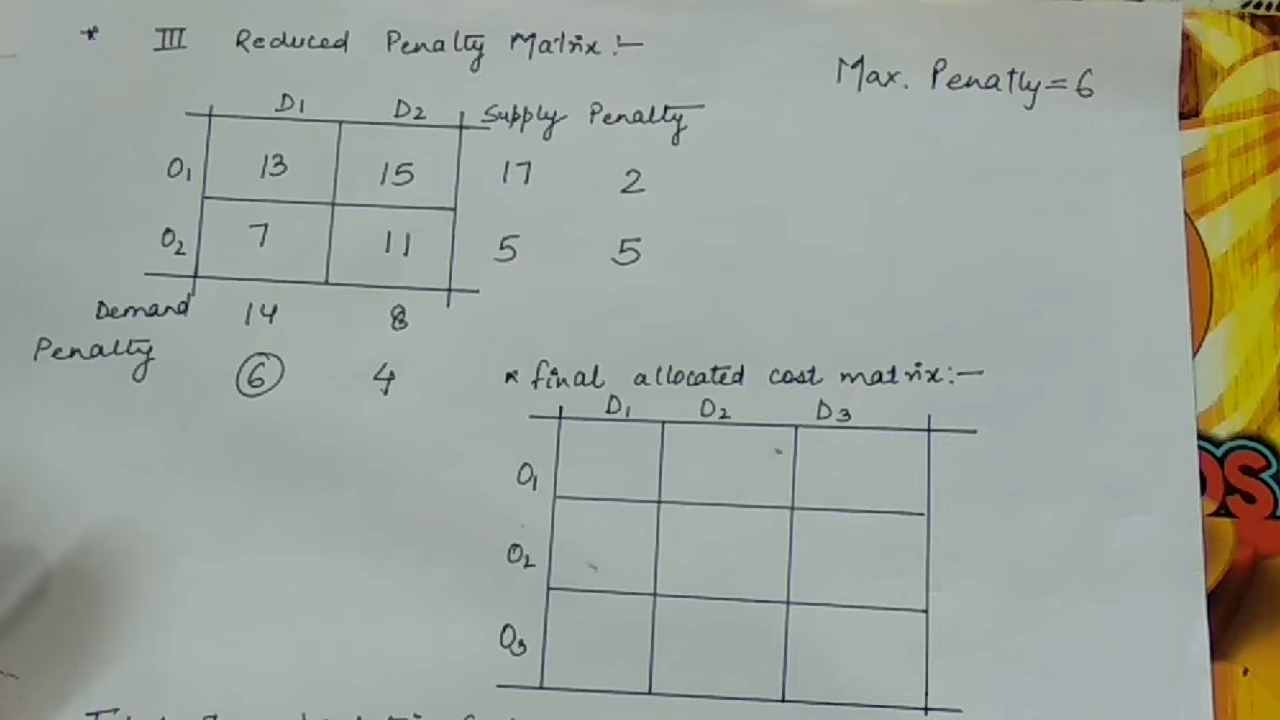 * III Reduced Penalty Matrix:-
Max. Penatly=6
D1 D2 Supply Penalty
O1 13 15 17 2
O2 7 11 5 5
Demand 14 8
Penalty 6 4
* final allocated cost matrix:-
D1 D2 D3
O1
O2
O3